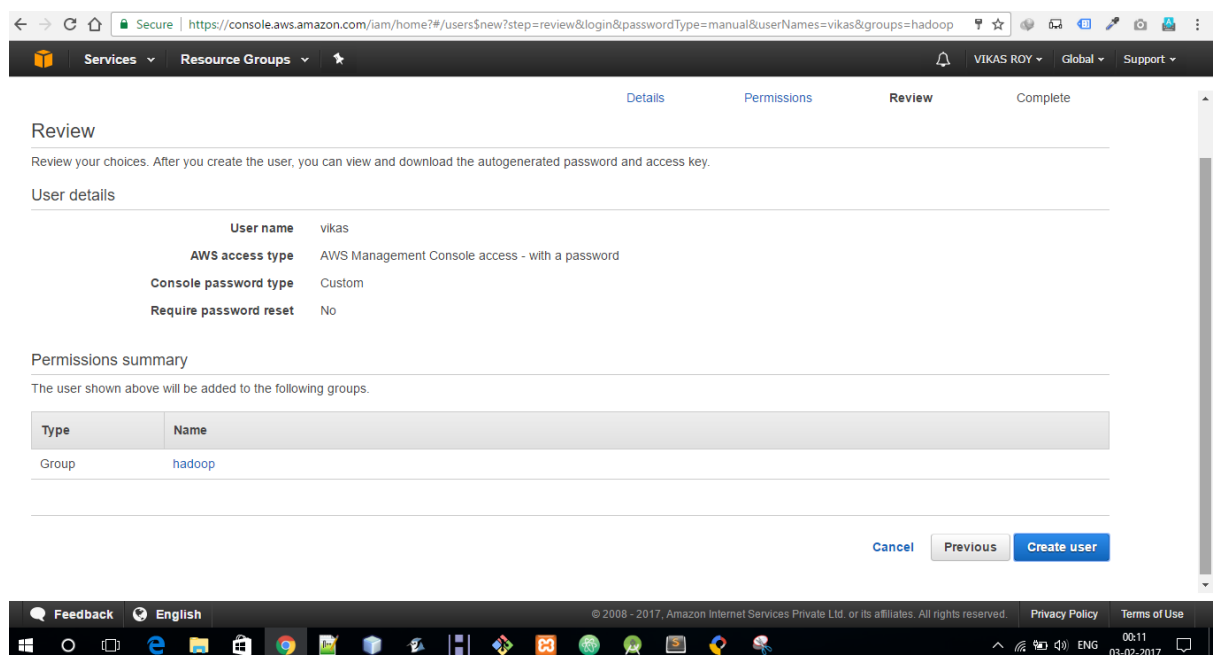 Secure | https://console.aws.amazon.com/iam/home?#/users$new?step=review&login&passwordType=manual&userNames=vikas&groups=hadoop
Services Resource Groups VIKAS ROY Global Support
Details Permissions Review Complete
Review
Review your choices. After you create the user, you can view and download the autogenerated password and access key.
User details
User name vikas
AWS access type AWS Management Console access - with a password
Console password type Custom
Require password reset No
Permissions summary
The user shown above will be added to the following groups.
Type Name
Group hadoop
Cancel Previous Create user
Feedback English © 2008 - 2017, Amazon Internet Services Private Ltd. or its affiliates. All rights reserved. Privacy Policy Terms of Use
ENG 00:11
03-02-2017